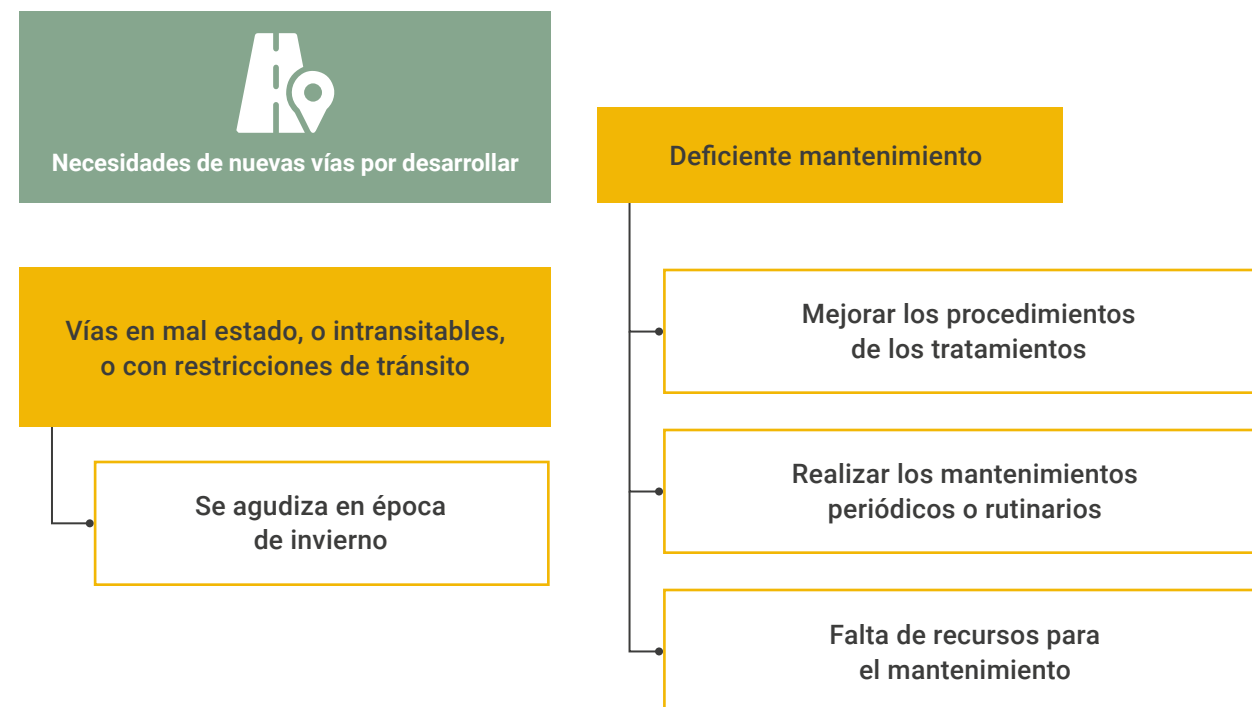 Necesidades de nuevas vías por desarrollar
Vías en mal estado, o intransitables,
o con restricciones de tránsito
Se agudiza en época
de invierno
Deficiente mantenimiento
Mejorar los procedimientos
de los tratamientos
Realizar los mantenimientos
periódicos o rutinarios
Falta de recursos para
el mantenimiento